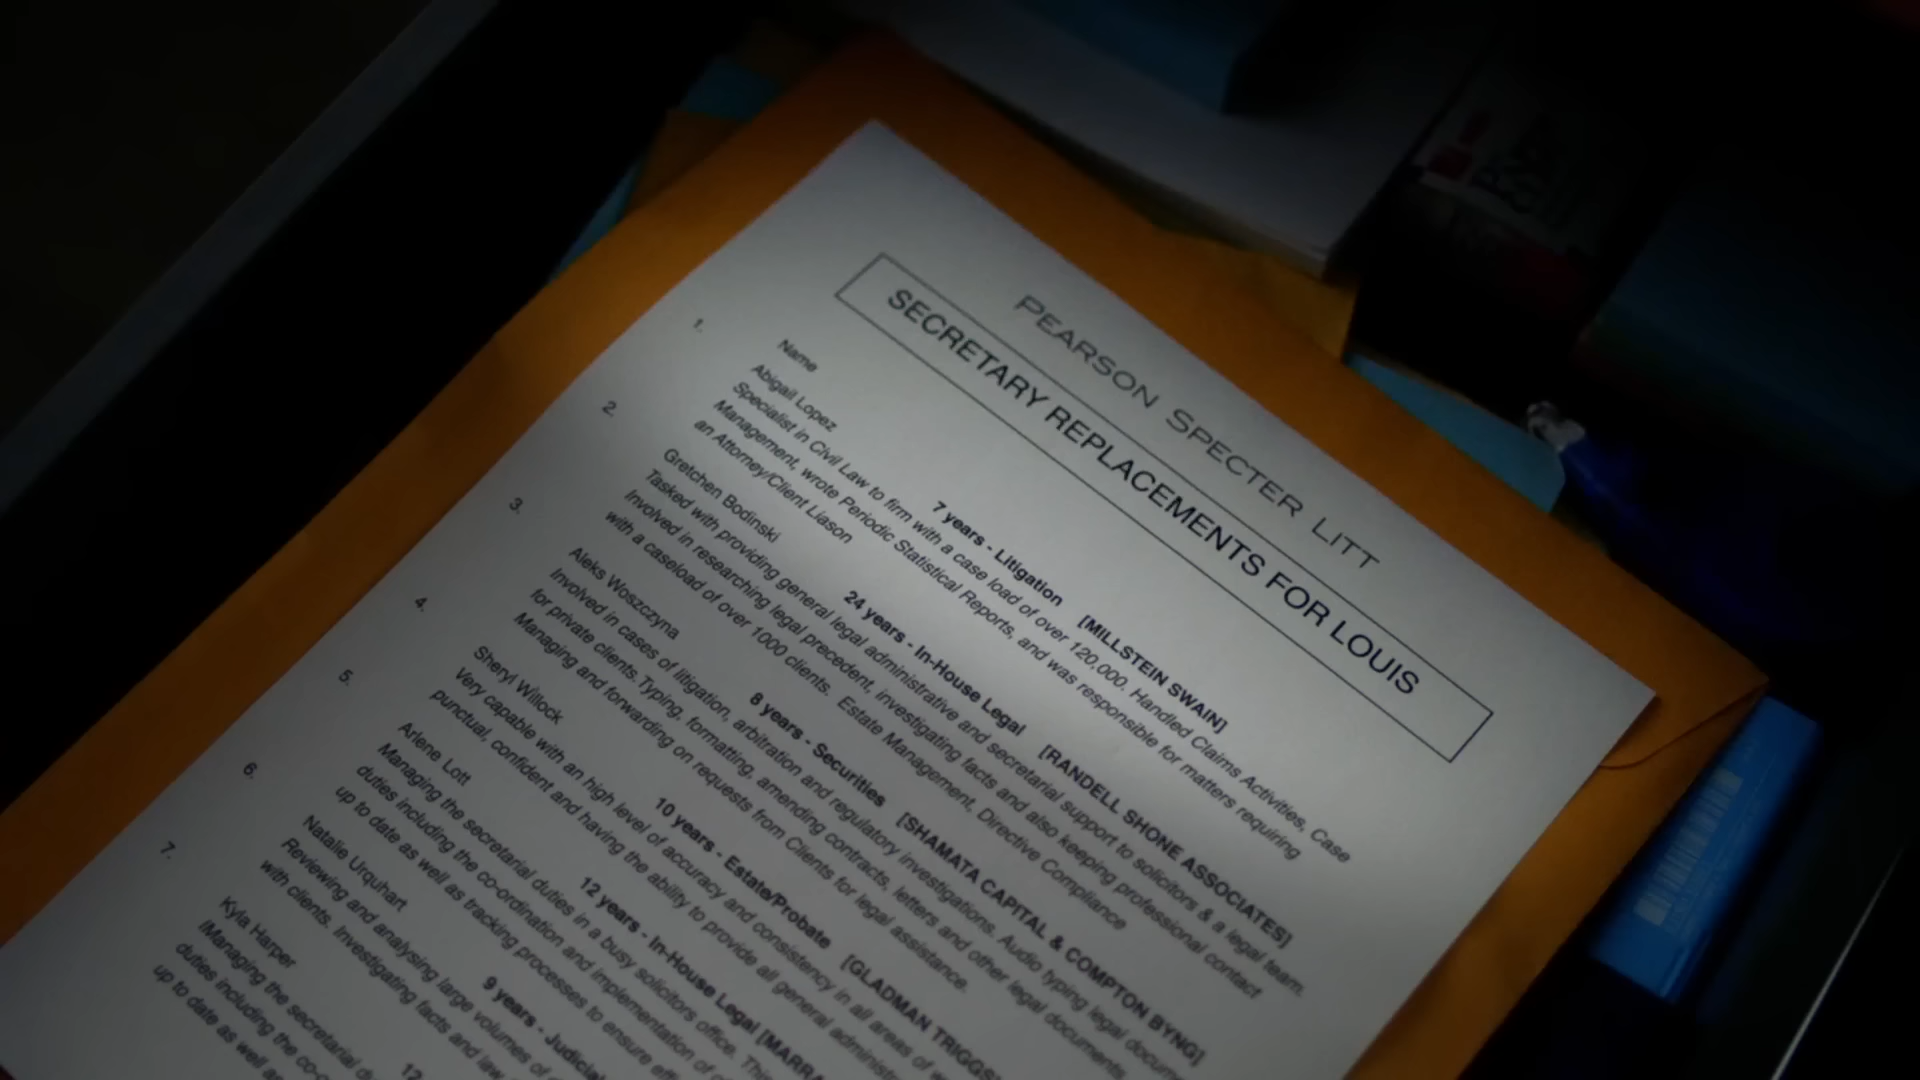 PEARSON SPECTER LITT
SECRETARY REPLACEMENTS FOR LOUIS
Name
1. Abigail Lopez 7 years - Litigation [MILLSTEIN SWAIN]
Specialist in Civil Law to firm with a case load of over 120,000. Handled Claims Activities, Case
Management, wrote Periodic Statistical Reports, and was responsible for matters requiring
an Attorney/Client Liason
2. Gretchen Bodinski 24 years - In-House Legal [RANDELL SHONE ASSOCIATES]
Tasked with providing general legal administrative and secretarial support to solicitors & a legal team.
Involved in researching legal precedent, investigating facts and also keeping professional contact
with a caseload of over 1000 clients. Estate Management, Directive Compliance
3. Aleks Woszczyna 8 years - Securities [SHAMATA CAPITAL & COMPTON BYNG]
Involved in cases of litigation, arbitration and regulatory investigations. Audio typing legal
for private clients.Typing, formatting, amending contracts, letters and other legal documents,
Managing and forwarding on requests from Clients for legal assistance.
4. Sheryl Willock 10 years - Estate/Probate [GLADMAN TRIGGS
Very capable with an high level of accuracy and consistency in all areas of
punctual, confident and having the ability to provide all general
5. Arlene Lott 12 years - In-House Legal
Managing the secretarial duties in a busy solicitors office.
duties including the co-ordination and implementation of
up to date as well as tracking processes to ensure
6. Natalie Urquhart 9 years -
Reviewing and analysing large volumes of
with clients. Investigating facts and law
7. Kyla Harper 12
IManaging the secretarial
duties including the
up to date as well